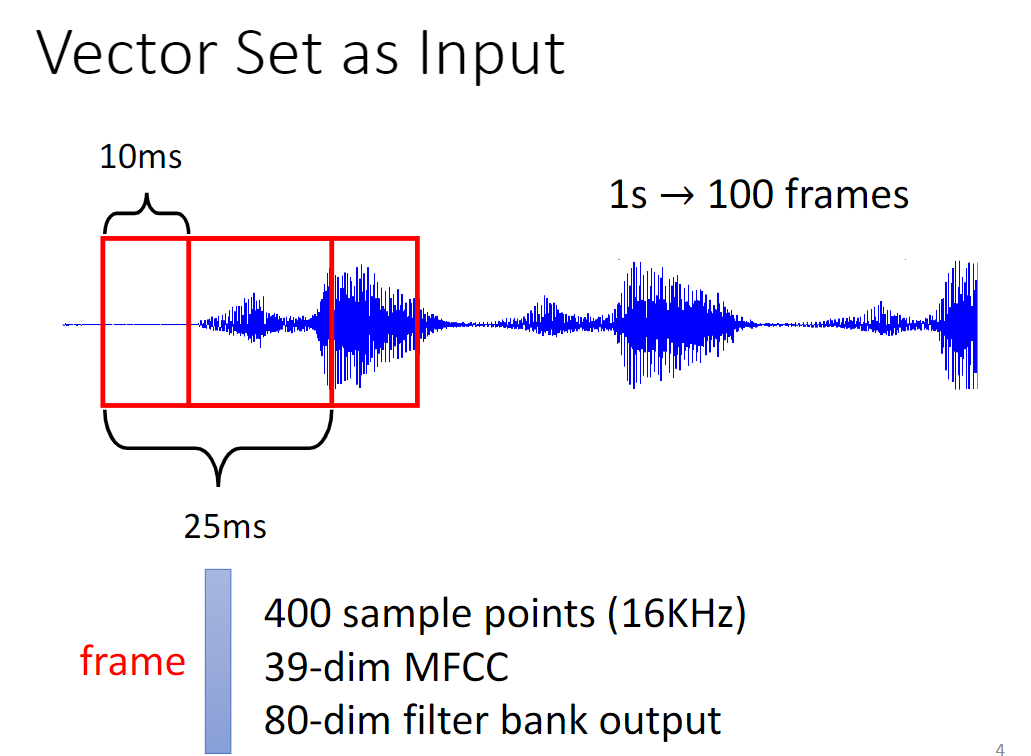 Vector Set as Input
10ms
1s → 100 frames
25ms
400 sample points (16KHz)
frame
39-dim MFCC
80-dim filter bank output
4